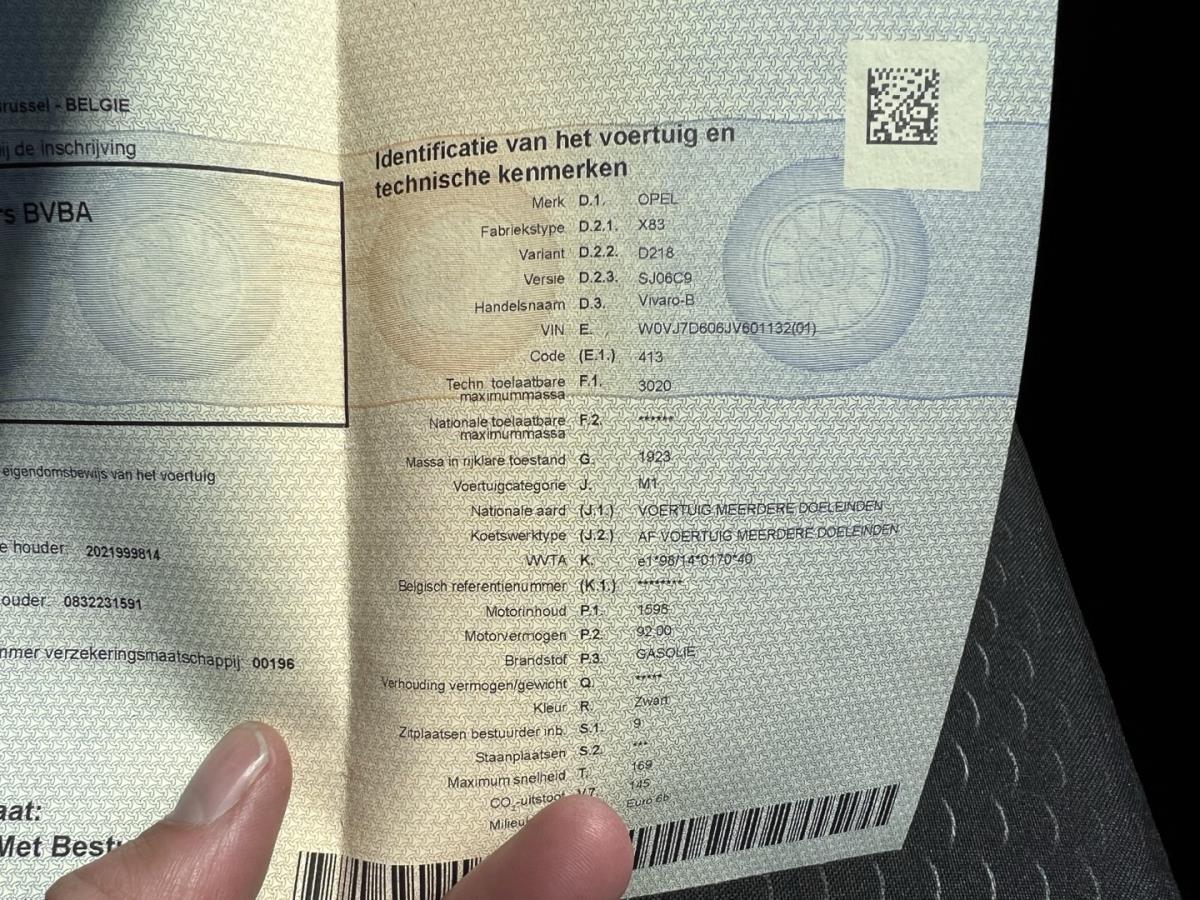 russel - BELGIE
ij de inschrijving
s BVBA
eigendomsbewijs van het voertuig
e houder: 2021999814
ouder: 0832231591
mmer verzekeringsmaatschappij: 00196
aat:
Met Best
Identificatie van het voertuig en
technische kenmerken
Merk D.1. OPEL
Fabriekstype D.2.1. X83
Variant D.2.2. D218
Versie D.2.3. SJ06C9
Handelsnaam D.3. Vivaro-B
VIN E. W0VJ7D606JV601132(01)
Code (E.1.) 413
Techn. toelaatbare
maximummassa F.1. 3020
Nationale toelaatbare
maximummassa F.2. ******
Massa in rijklare toestand G. 1923
Voertuigcategorie J. M1
Nationale aard (J.1.) VOERTUIG MEERDERE DOELEINDEN
Koetswerktype (J.2.) AF VOERTUIG MEERDERE DOELEINDEN
WVTA K. e1*98/14*0170*40
Belgisch referentienummer (K.1.) ********
Motorinhoud P.1. 1598
Motorvermogen P.2. 92.00
Brandstof P.3. GASOLIE
Verhouding vermogen/gewicht Q. *****
Kleur R. Zwart
Zitplaatsen bestuurder inb. S.1. 9
Staanplaatsen S.2. ***
Maximum snelheid T. 169
CO₂-uitstoot V.7. 145
Milieu Euro 6b